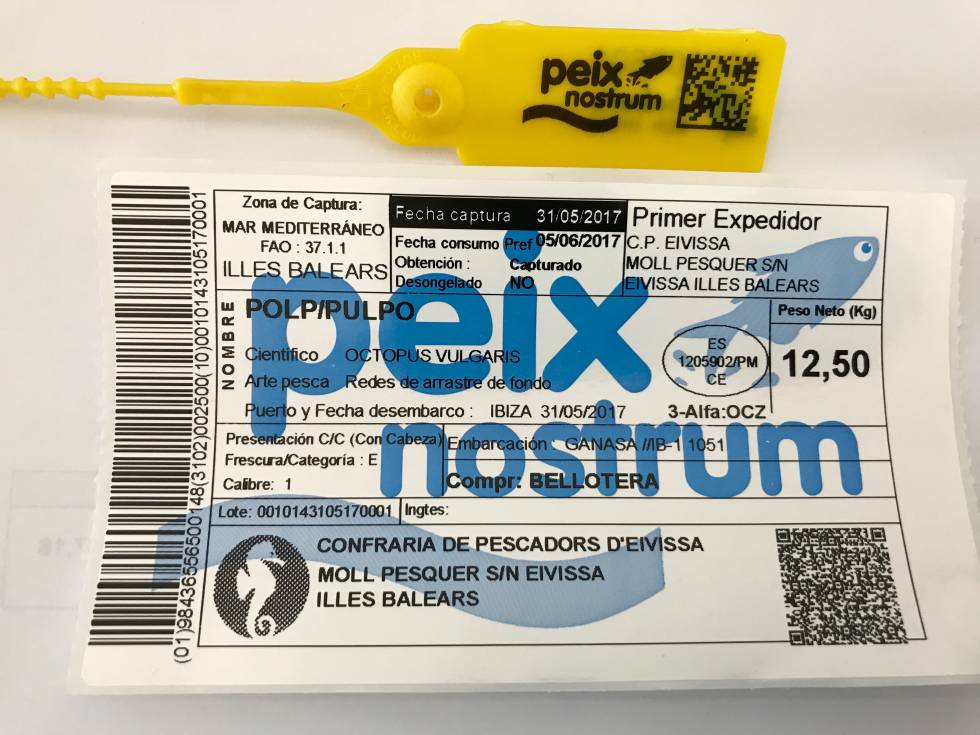 peix
nostrum
Zona de Captura:
MAR MEDITERRÁNEO
FAO : 37.1.1
ILLES BALEARS
Fecha captura 31/05/2017
Fecha consumo Pref 05/06/2017
Obtención : Capturado
Desongelado NO
Primer Expedidor
C.P. EIVISSA
MOLL PESQUER S/N
EIVISSA ILLES BALEARS
NOMBRE
POLP/PULPO
Cientifico OCTOPUS VULGARIS
Arte pesca Redes de arrastre de fondo
Puerto y Fecha desembarco : IBIZA 31/05/2017
3-Alfa:OCZ
ES
1205902/PM
CE
Peso Neto (Kg)
12,50
peix
nostrum
Presentación C/C (Con Cabeza)
Frescura/Categoría : E
Calibre: 1
Embarcación : GANASA //IB-1 1051
Compr: BELLOTERA
Lote: 0010143105170001
Ingtes:
CONFRARIA DE PESCADORS D'EIVISSA
MOLL PESQUER S/N EIVISSA
ILLES BALEARS
(01)98436556500148(3102)002500(10)0010143105170001